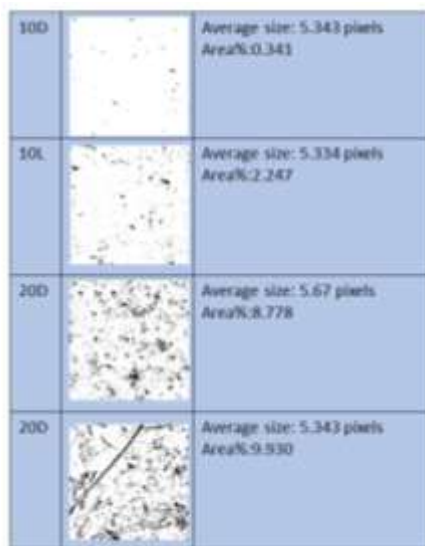 10D
Average size: 5.343 pixels
Area%:0.341
10L
Average size: 5.334 pixels
Area%:2.247
20D
Average size: 5.67 pixels
Area%:8.778
20D
Average size: 5.343 pixels
Area%:9.930